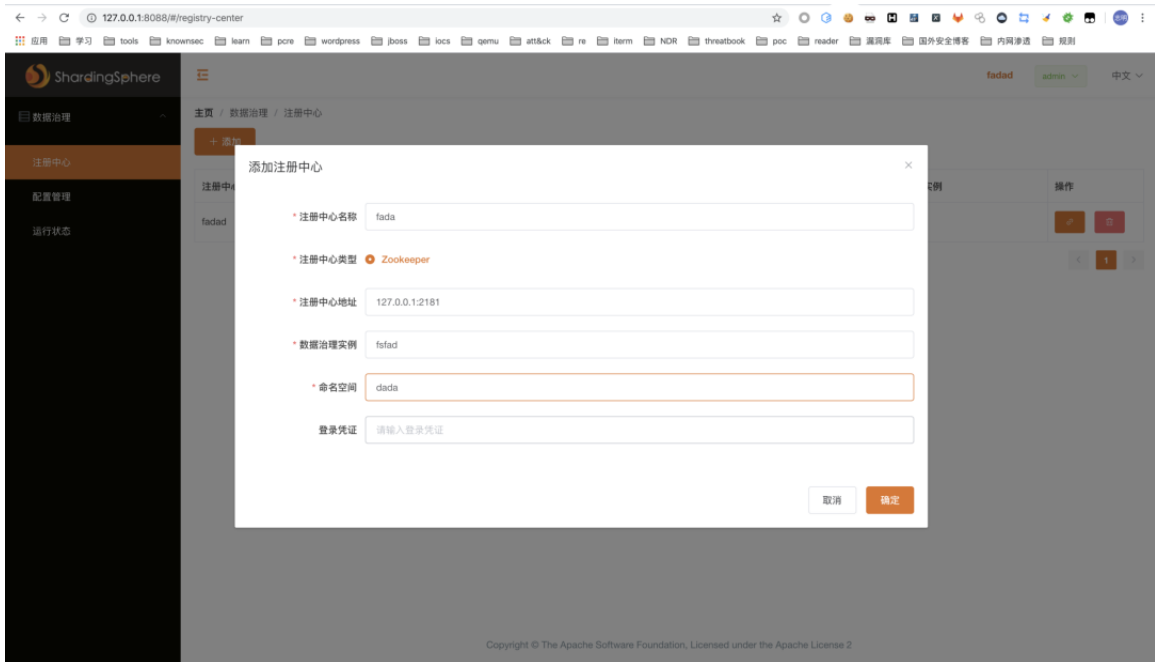 127.0.0.1:8088/#/registry-center
应用 学习 tools knownsec learn pcre wordpress jboss iocs qemu att&ck re iterm NDR threatbook poc reader 漏洞库 国外安全博客 内网渗透 规则
ShardingSphere
fadad admin 中文
数据治理
主页 / 数据治理 / 注册中心
+ 添加
注册中心
配置管理
运行状态
添加注册中心
注册中心
实例
操作
fadad
* 注册中心名称 fada
* 注册中心类型 Zookeeper
* 注册中心地址 127.0.0.1:2181
* 数据治理实例 fsfad
* 命名空间 dada
登录凭证 请输入登录凭证
1
取消 确定
Copyright © The Apache Software Foundation, Licensed under the Apache License 2